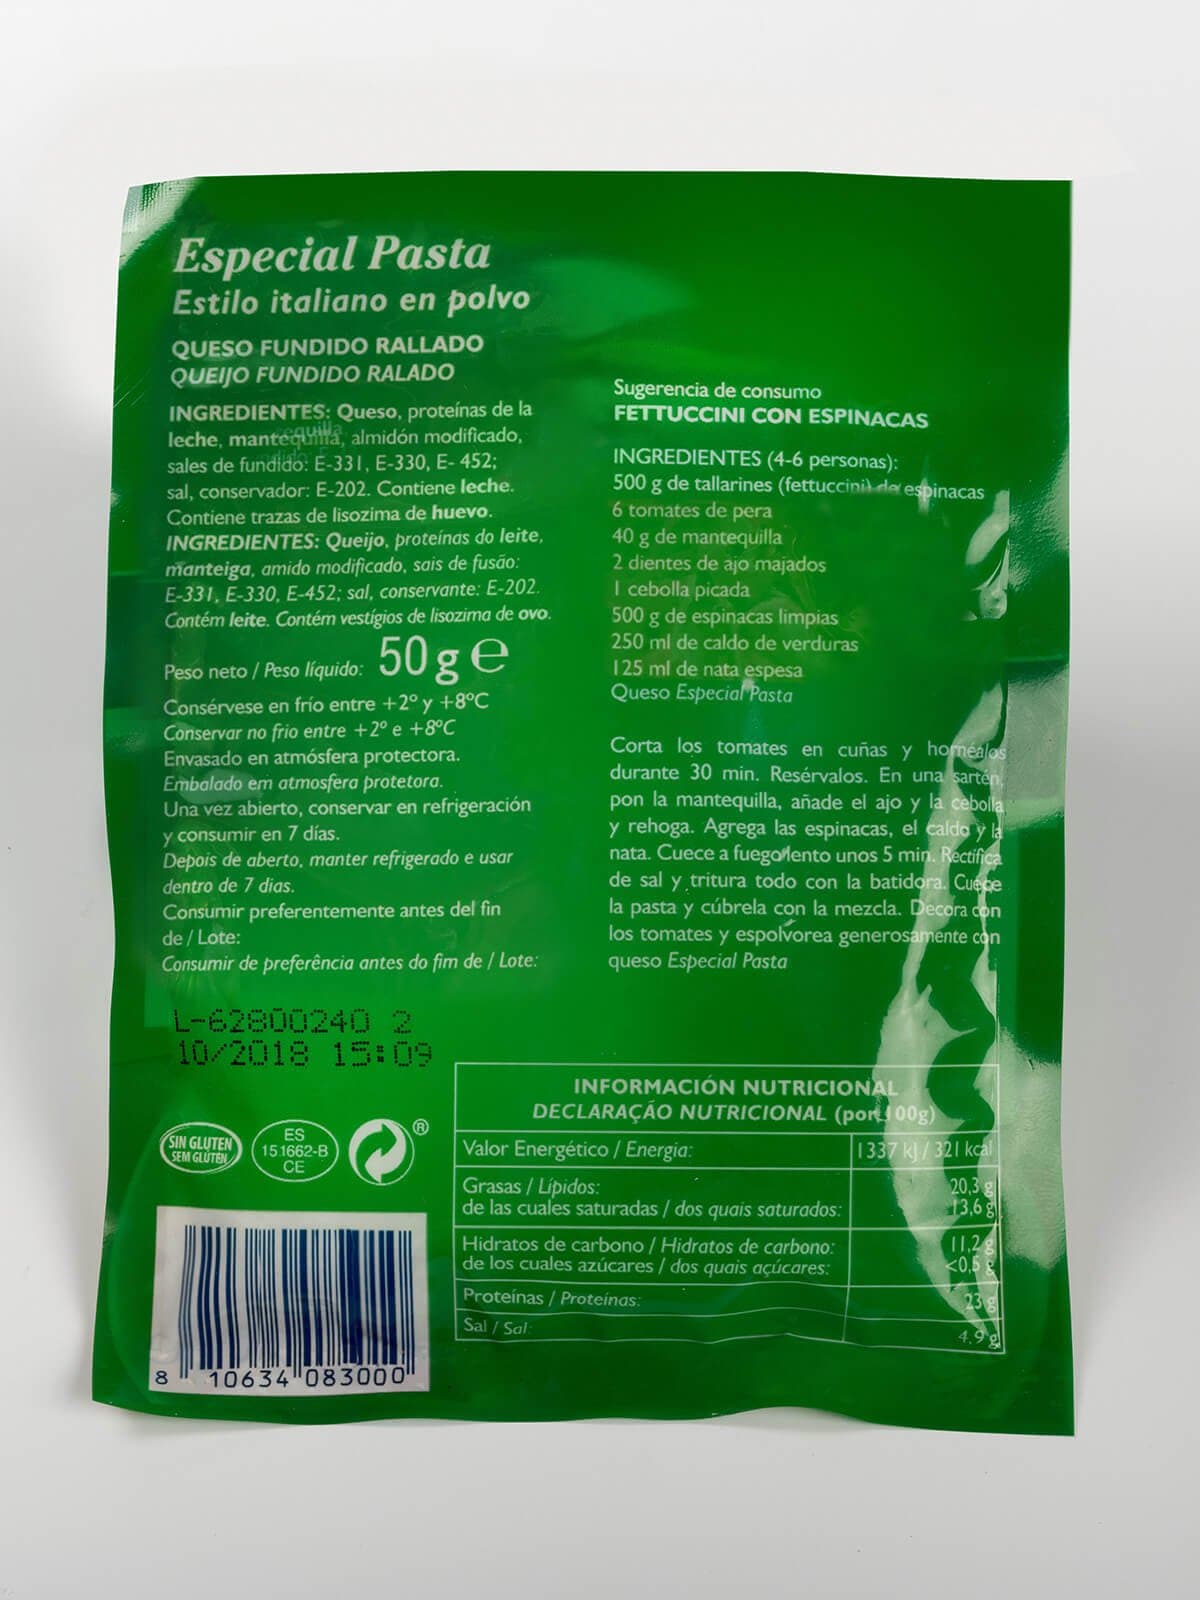 Especial Pasta
Estilo italiano en polvo
QUESO FUNDIDO RALLADO
QUEIJO FUNDIDO RALADO
INGREDIENTES: Queso, proteínas de la
leche, mantequilla, almidón modificado,
sales de fundido: E-331, E-330, E- 452;
sal, conservador: E-202. Contiene leche.
Contiene trazas de lisozima de huevo.
INGREDIENTES: Queijo, proteínas do leite,
manteiga, amido modificado, sais de fusão:
E-331, E-330, E-452; sal, conservante: E-202.
Contém leite. Contém vestígios de lisozima de ovo.
Peso neto / Peso líquido: 50 g e
Consérvese en frío entre +2º y +8ºC
Conservar no frio entre +2º e +8ºC
Envasado en atmósfera protectora.
Embalado em atmosfera protetora.
Una vez abierto, conservar en refrigeración
y consumir en 7 días.
Depois de aberto, manter refrigerado e usar
dentro de 7 dias.
Consumir preferentemente antes del fin
de / Lote:
Consumir de preferência antes do fim de / Lote:
L-62800240 2
10/2018 15:09
SIN GLUTEN
SEM GLÚTEN
ES
15.1662-B
CE
®
8 10634 083000
Sugerencia de consumo
FETTUCCINI CON ESPINACAS
INGREDIENTES (4-6 personas):
500 g de tallarines (fettuccini) de espinacas
6 tomates de pera
40 g de mantequilla
2 dientes de ajo majados
1 cebolla picada
500 g de espinacas limpias
250 ml de caldo de verduras
125 ml de nata espesa
Queso Especial Pasta
Corta los tomates en cuñas y hornéalos
durante 30 min. Resérvalos. En una sartén,
pon la mantequilla, añade el ajo y la cebolla
y rehoga. Agrega las espinacas, el caldo y la
nata. Cuece a fuego lento unos 5 min. Rectifica
de sal y tritura todo con la batidora. Cuece
la pasta y cúbrela con la mezcla. Decora con
los tomates y espolvorea generosamente con
queso Especial Pasta
INFORMACIÓN NUTRICIONAL
DECLARAÇÃO NUTRICIONAL (por 100g)
Valor Energético / Energia: 1337 kJ / 321 kcal
Grasas / Lípidos: 20,3 g
de las cuales saturadas / dos quais saturados: 13,6 g
Hidratos de carbono / Hidratos de carbono: 11,2 g
de los cuales azúcares / dos quais açúcares: <0,5 g
Proteínas / Proteínas: 23 g
Sal / Sal: 4,9 g